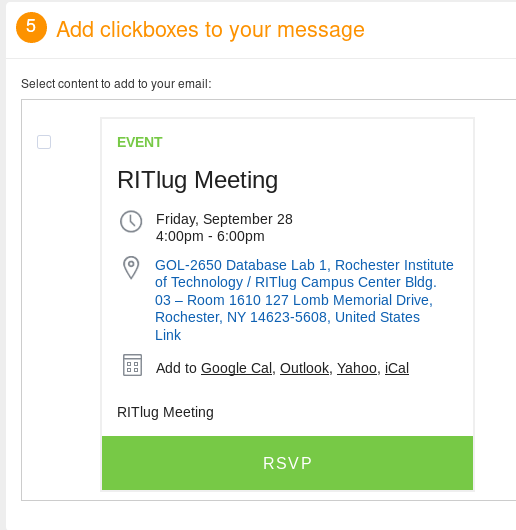 5 Add clickboxes to your message
Select content to add to your email:
EVENT
RITlug Meeting
Friday, September 28
4:00pm - 6:00pm
GOL-2650 Database Lab 1, Rochester Institute
of Technology / RITlug Campus Center Bldg.
03 – Room 1610 127 Lomb Memorial Drive,
Rochester, NY 14623-5608, United States
Link
Add to Google Cal, Outlook, Yahoo, iCal
RITlug Meeting
RSVP